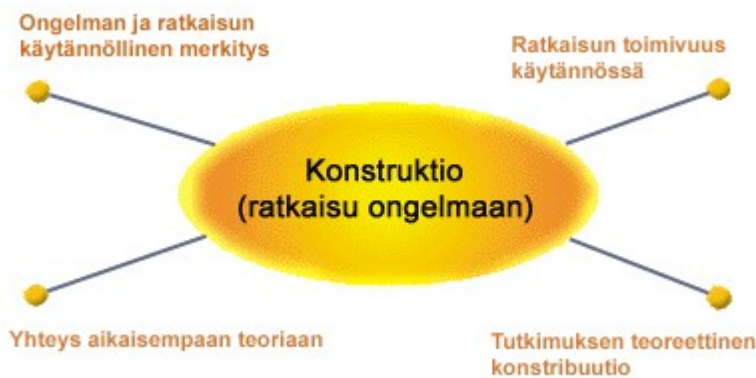 Ongelman ja ratkaisun
käytännöllinen merkitys
Ratkaisun toimivuus
käytännössä
Konstruktio
(ratkaisu ongelmaan)
Yhteys aikaisempaan teoriaan
Tutkimuksen teoreettinen
konstribuutio